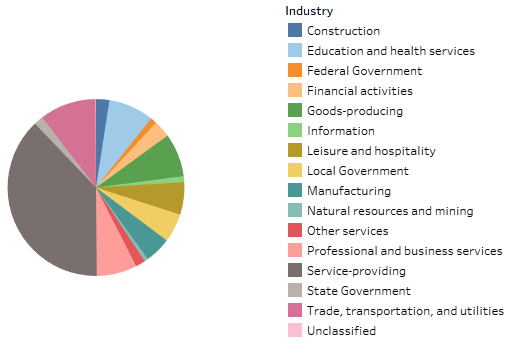 Industry
Construction
Education and health services
Federal Government
Financial activities
Goods-producing
Information
Leisure and hospitality
Local Government
Manufacturing
Natural resources and mining
Other services
Professional and business services
Service-providing
State Government
Trade, transportation, and utilities
Unclassified